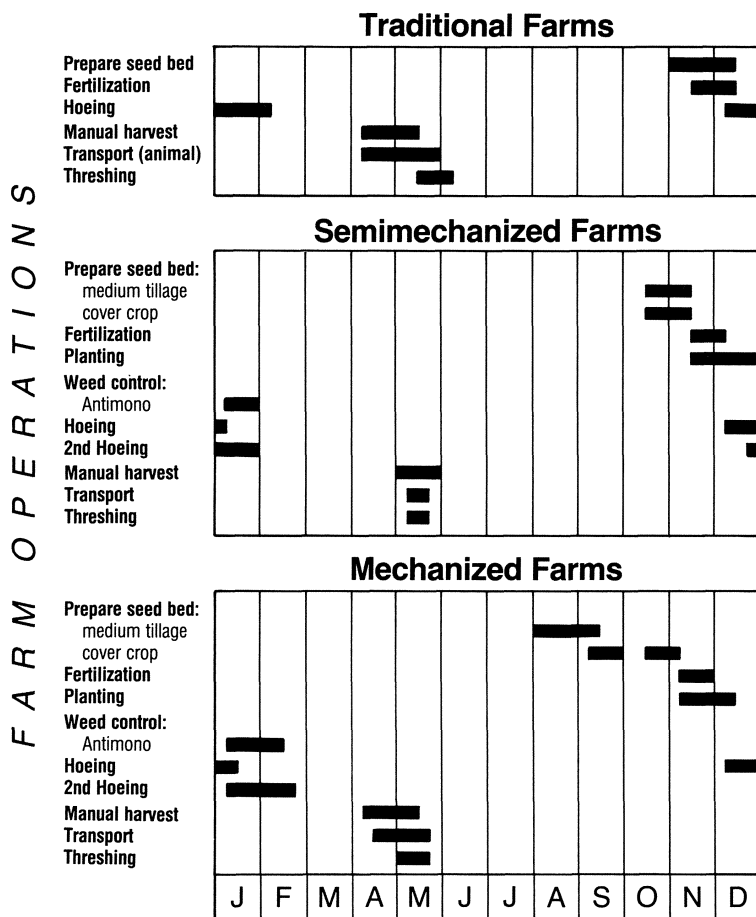 Traditional Farms
Prepare seed bed
Fertilization
Hoeing
Manual harvest
Transport (animal)
Threshing
FARM OPERATIONS
Semimechanized Farms
Prepare seed bed:
medium tillage
cover crop
Fertilization
Planting
Weed control:
Antimono
Hoeing
2nd Hoeing
Manual harvest
Transport
Threshing
Mechanized Farms
Prepare seed bed:
medium tillage
cover crop
Fertilization
Planting
Weed control:
Antimono
Hoeing
2nd Hoeing
Manual harvest
Transport
Threshing
J F M A M J J A S O N D